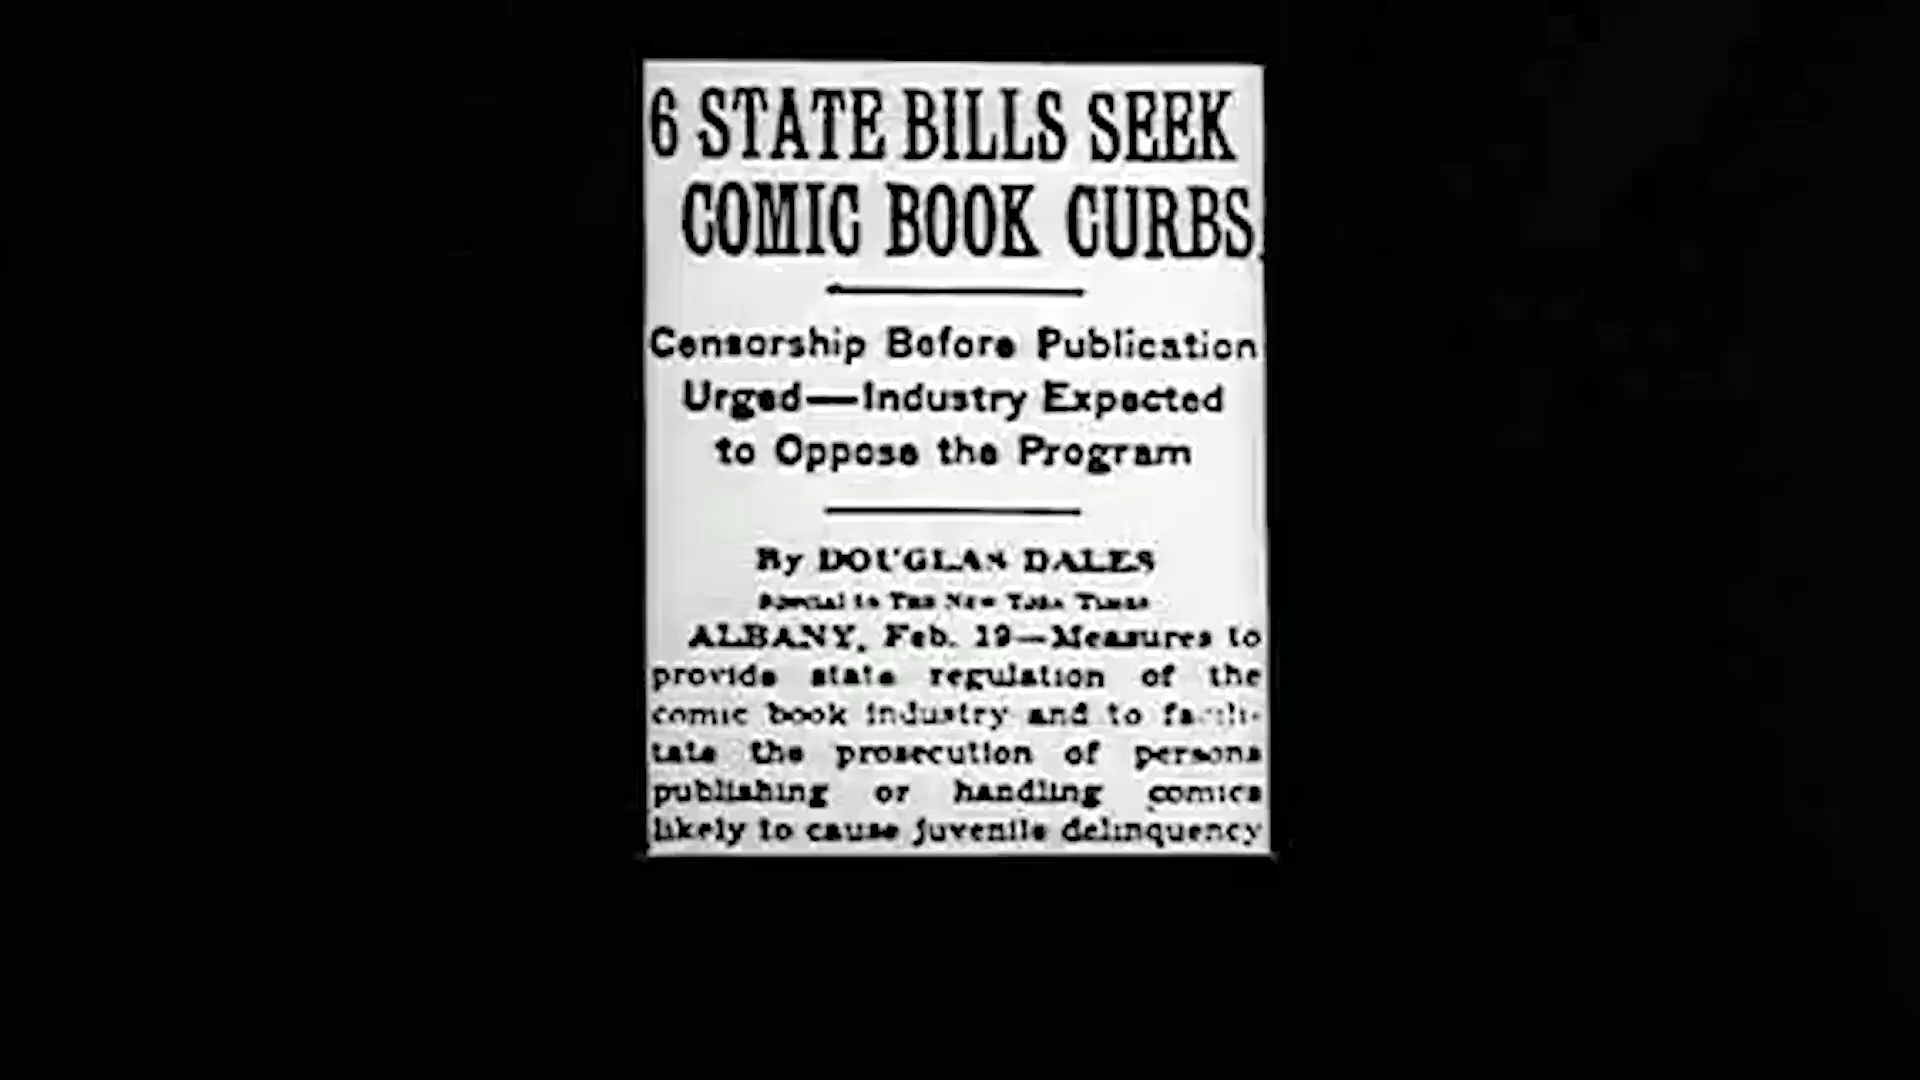 6 STATE BILLS SEEK
COMIC BOOK CURBS
Censorship Before Publication
Urged—Industry Expected
to Oppose the Program
By DOUGLAS DALES
Special to THE NEW YORK TIMES
ALBANY, Feb. 19—Measures to
provide state regulation of the
comic book industry and to facili-
tate the prosecution of persons
publishing or handling comics
likely to cause juvenile delinquency